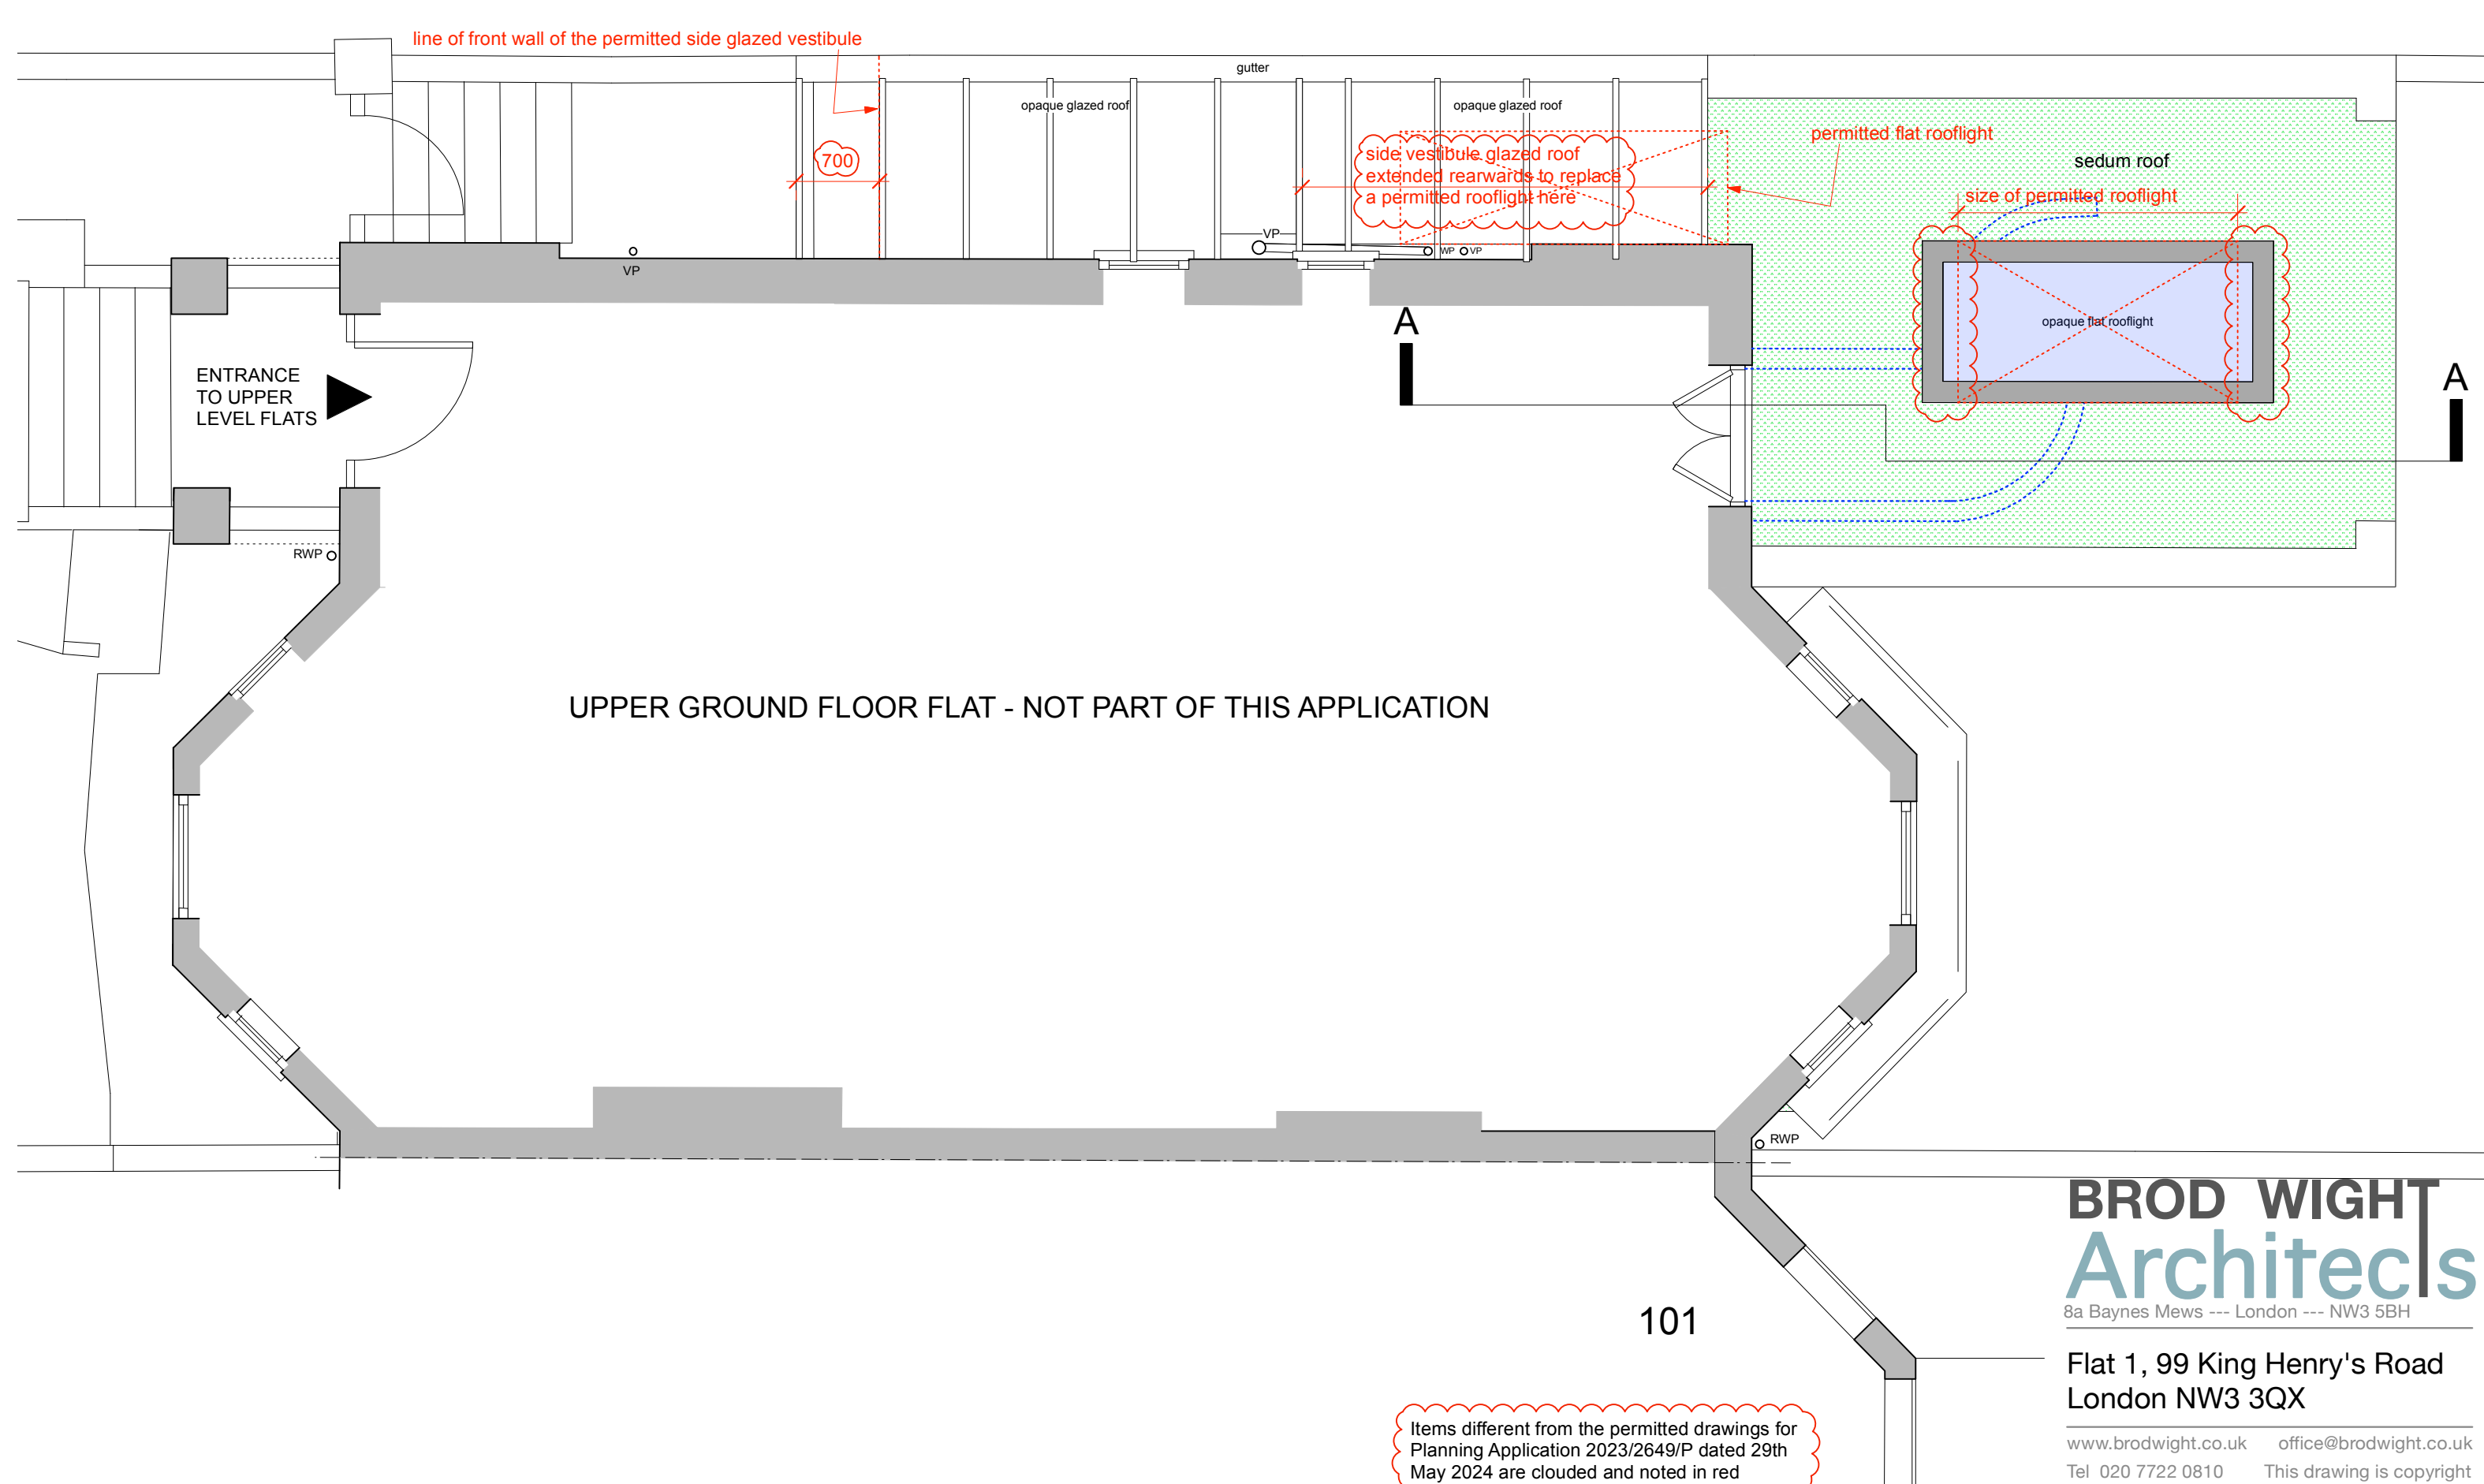 line of front wall of the permitted side glazed vestibule
gutter
opaque glazed roof
opaque glazed roof
700
side vestibule glazed roof
extended rearwards to replace
a permitted rooflight here
permitted flat rooflight
sedum roof
size of permitted rooflight
VP
VP
WP
VP
opaque flat rooflight
A
A
ENTRANCE
TO UPPER
LEVEL FLATS
RWP
UPPER GROUND FLOOR FLAT - NOT PART OF THIS APPLICATION
RWP
BROD WIGHT
Architects
8a Baynes Mews --- London --- NW3 5BH
101
Flat 1, 99 King Henry's Road
London NW3 3QX
Items different from the permitted drawings for
Planning Application 2023/2649/P dated 29th
May 2024 are clouded and noted in red
www.brodwight.co.uk office@brodwight.co.uk
Tel 020 7722 0810 This drawing is copyright